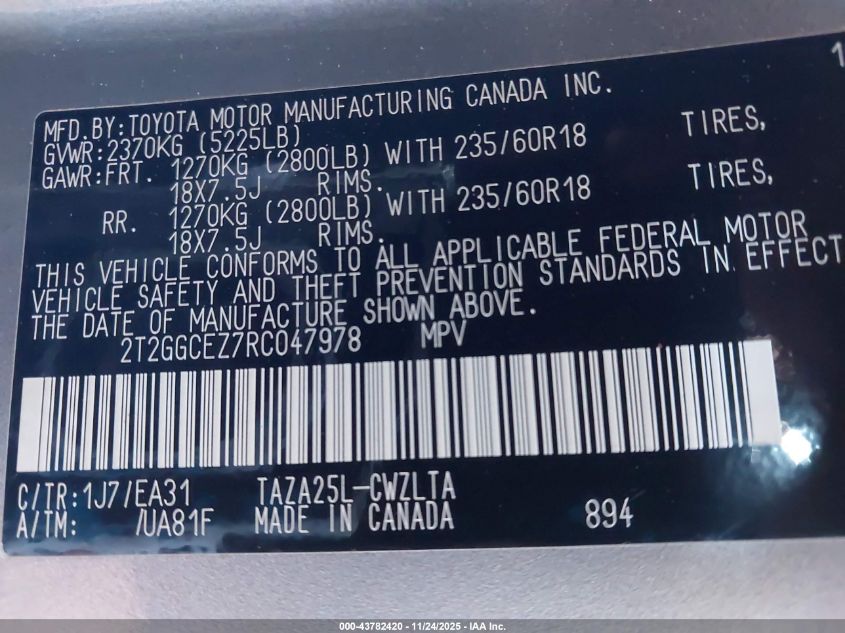 1
MFD.BY:TOYOTA MOTOR MANUFACTURING CANADA INC.
GVWR:2370KG (5225LB)
GAWR:FRT. 1270KG (2800LB) WITH 235/60R18 TIRES,
18X7.5J RIMS.
RR. 1270KG (2800LB) WITH 235/60R18 TIRES,
18X7.5J RIMS.
THIS VEHICLE CONFORMS TO ALL APPLICABLE FEDERAL MOTOR
VEHICLE SAFETY AND THEFT PREVENTION STANDARDS IN EFFECT
THE DATE OF MANUFACTURE SHOWN ABOVE.
2T2GGCEZ7RC047978 MPV
C/TR:1J7/EA31 TAZA25L-CWZLTA
A/TM: /UA81F MADE IN CANADA 894
000-43782420 - 11/24/2025 - IAA Inc.